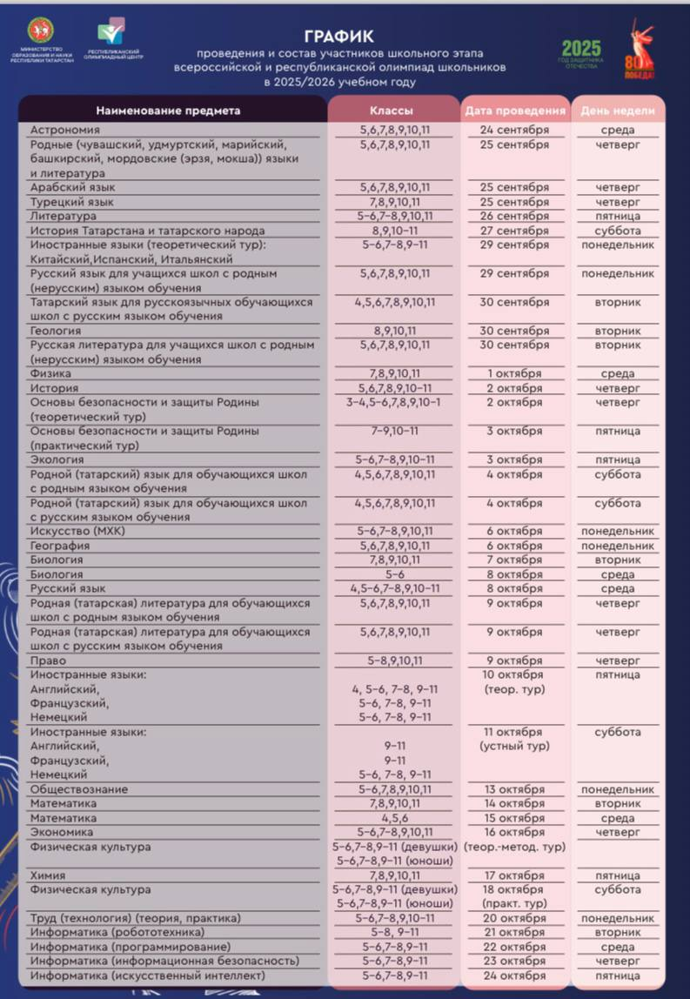 МИНИСТЕРСТВО
ОБРАЗОВАНИЯ И НАУКИ
РЕСПУБЛИКИ ТАТАРСТАН
РЕСПУБЛИКАНСКИЙ
ОЛИМПИАДНЫЙ ЦЕНТР
ГРАФИК
проведения и состав участников школьного этапа
всероссийской и республиканской олимпиад школьников
в 2025/2026 учебном году
2025
ГОД ЗАЩИТНИКА
ОТЕЧЕСТВА
80
ПОБЕДА!
Наименование предмета Классы Дата проведения День недели
Астрономия 5,6,7,8,9,10,11 24 сентября среда
Родные (чувашский, удмуртский, марийский, 5,6,7,8,9,10,11 25 сентября четверг
башкирский, мордовские (эрзя, мокша)) языки
и литература
Арабский язык 5,6,7,8,9,10,11 25 сентября четверг
Турецкий язык 7,8,9,10,11 25 сентября четверг
Литература 5-6,7-8,9,10,11 26 сентября пятница
История Татарстана и татарского народа 8,9,10-11 27 сентября суббота
Иностранные языки (теоретический тур): 5-6,7-8,9-11 29 сентября понедельник
Китайский,Испанский, Итальянский
Русский язык для учащихся школ с родным 5,6,7,8,9,10,11 29 сентября понедельник
(нерусским) языком обучения
Татарский язык для русскоязычных обучающихся 4,5,6,7,8,9,10,11 30 сентября вторник
школ с русским языком обучения
Геология 8,9,10,11 30 сентября вторник
Русская литература для учащихся школ с родным 5,6,7,8,9,10,11 30 сентября вторник
(нерусским) языком обучения
Физика 7,8,9,10,11 1 октября среда
История 5,6,7,8,9,10-11 2 октября четверг
Основы безопасности и защиты Родины 3-4,5-6,7,8,9,10-1 2 октября четверг
(теоретический тур)
Основы безопасности и защиты Родины 7-9,10-11 3 октября пятница
(практический тур)
Экология 5-6,7-8,9,10-11 3 октября пятница
Родной (татарский) язык для обучающихся школ 4,5,6,7,8,9,10,11 4 октября суббота
с родным языком обучения
Родной (татарский) язык для обучающихся школ 4,5,6,7,8,9,10,11 4 октября суббота
с русским языком обучения
Искусство (МХК) 5-6,7-8,9,10,11 6 октября понедельник
География 5,6,7,8,9,10,11 6 октября понедельник
Биология 7,8,9,10,11 7 октября вторник
Биология 5-6 8 октября среда
Русский язык 4,5-6,7-8,9,10-11 8 октября среда
Родная (татарская) литература для обучающихся 5,6,7,8,9,10,11 9 октября четверг
школ с родным языком обучения
Родная (татарская) литература для обучающихся 5,6,7,8,9,10,11 9 октября четверг
школ с русским языком обучения
Право 5-8,9,10,11 9 октября четверг
Иностранные языки: 10 октября пятница
Английский, 4, 5-6, 7-8, 9-11 (теор. тур)
Французский, 5-6, 7-8, 9-11
Немецкий 5-6, 7-8, 9-11
Иностранные языки: 11 октября суббота
Английский, 9-11 (устный тур)
Французский, 9-11
Немецкий 5-6, 7-8, 9-11
Обществознание 5-6,7,8,9,10,11 13 октября понедельник
Математика 7,8,9,10,11 14 октября вторник
Математика 4,5,6 15 октября среда
Экономика 5-6,7-8,9,10,11 16 октября четверг
Физическая культура 5-6,7-8,9-11 (девушки) (теор.-метод. тур)
5-6,7-8,9-11 (юноши)
Химия 7,8,9,10,11 17 октября пятница
Физическая культура 5-6,7-8,9-11 (девушки) 18 октября суббота
5-6,7-8,9-11 (юноши) (практ. тур)
Труд (технология) (теория, практика) 5-6,7-8,9,10-11 20 октября понедельник
Информатика (робототехника) 5-8, 9-11 21 октября вторник
Информатика (программирование) 5-6,7-8,9-11 22 октября среда
Информатика (информационная безопасность) 5-6,7-8,9-11 23 октября четверг
Информатика (искусственный интеллект) 5-6,7-8,9-11 24 октября пятница